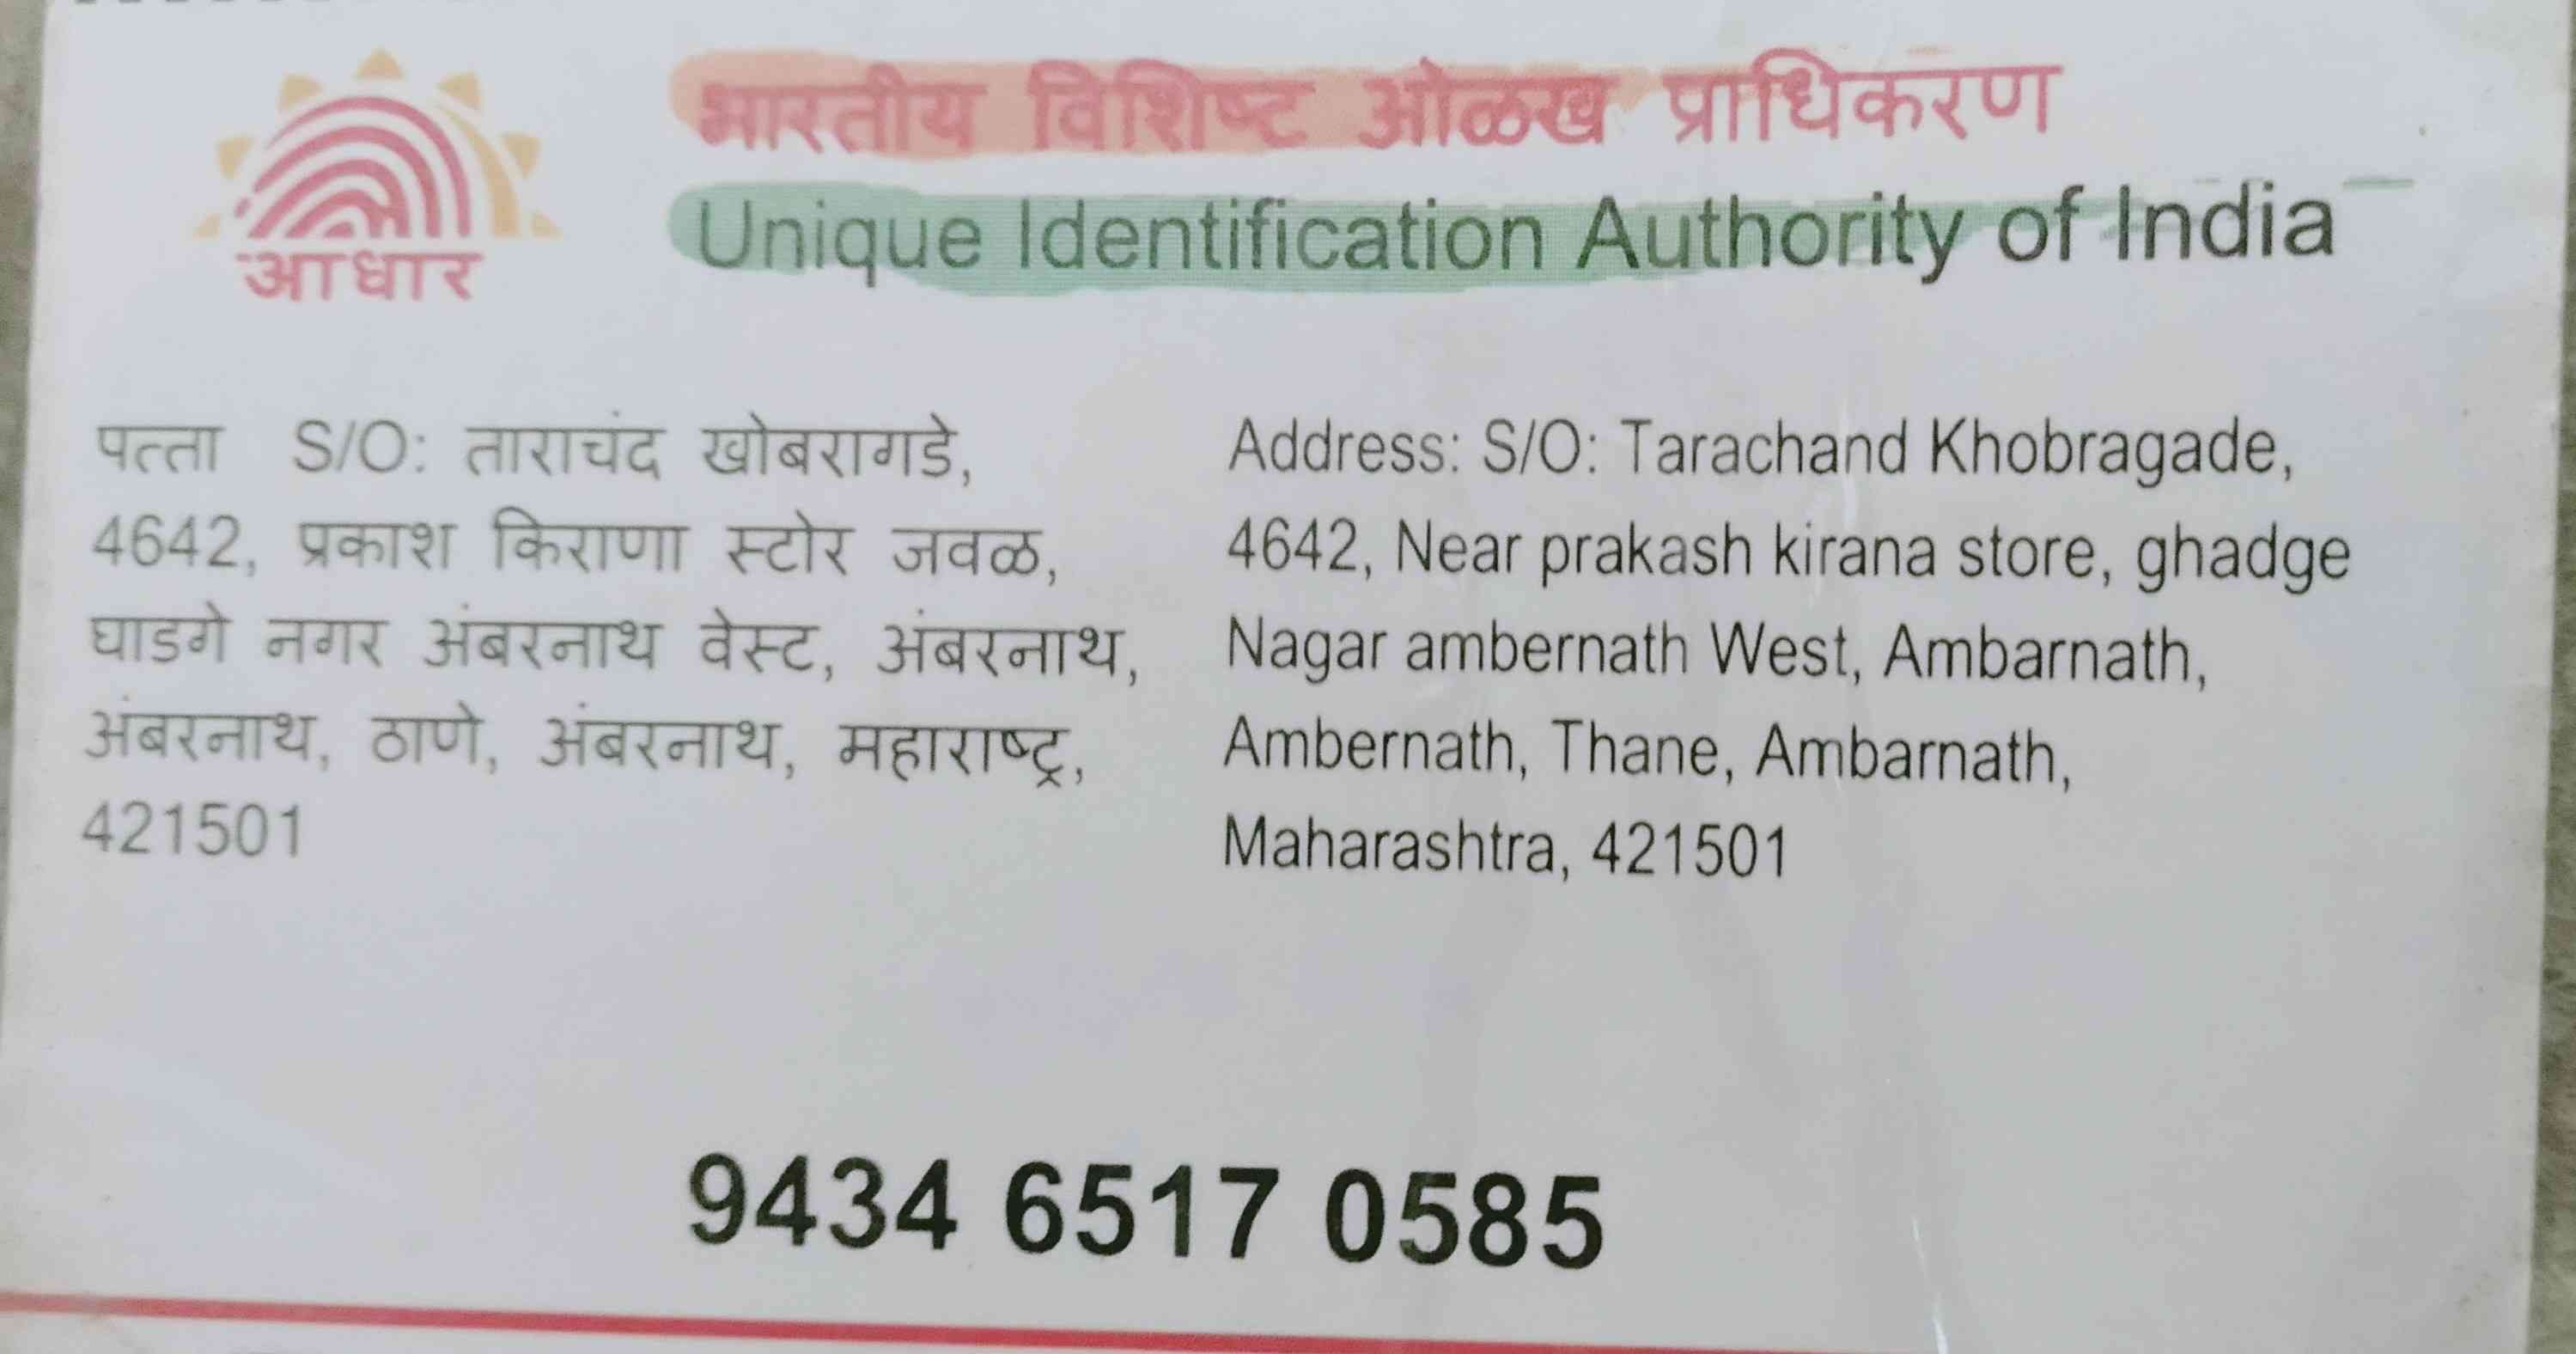 आधार
भारतीय विशिष्ट ओळख प्राधिकरण
Unique Identification Authority of India
पत्ता S/O: ताराचंद खोबरागडे,
4642, प्रकाश किराणा स्टोर जवळ,
घाडगे नगर अंबरनाथ वेस्ट, अंबरनाथ,
अंबरनाथ, ठाणे, अंबरनाथ, महाराष्ट्र,
421501
Address: S/O: Tarachand Khobragade,
4642, Near prakash kirana store, ghadge
Nagar ambernath West, Ambarnath,
Ambernath, Thane, Ambarnath,
Maharashtra, 421501
9434 6517 0585